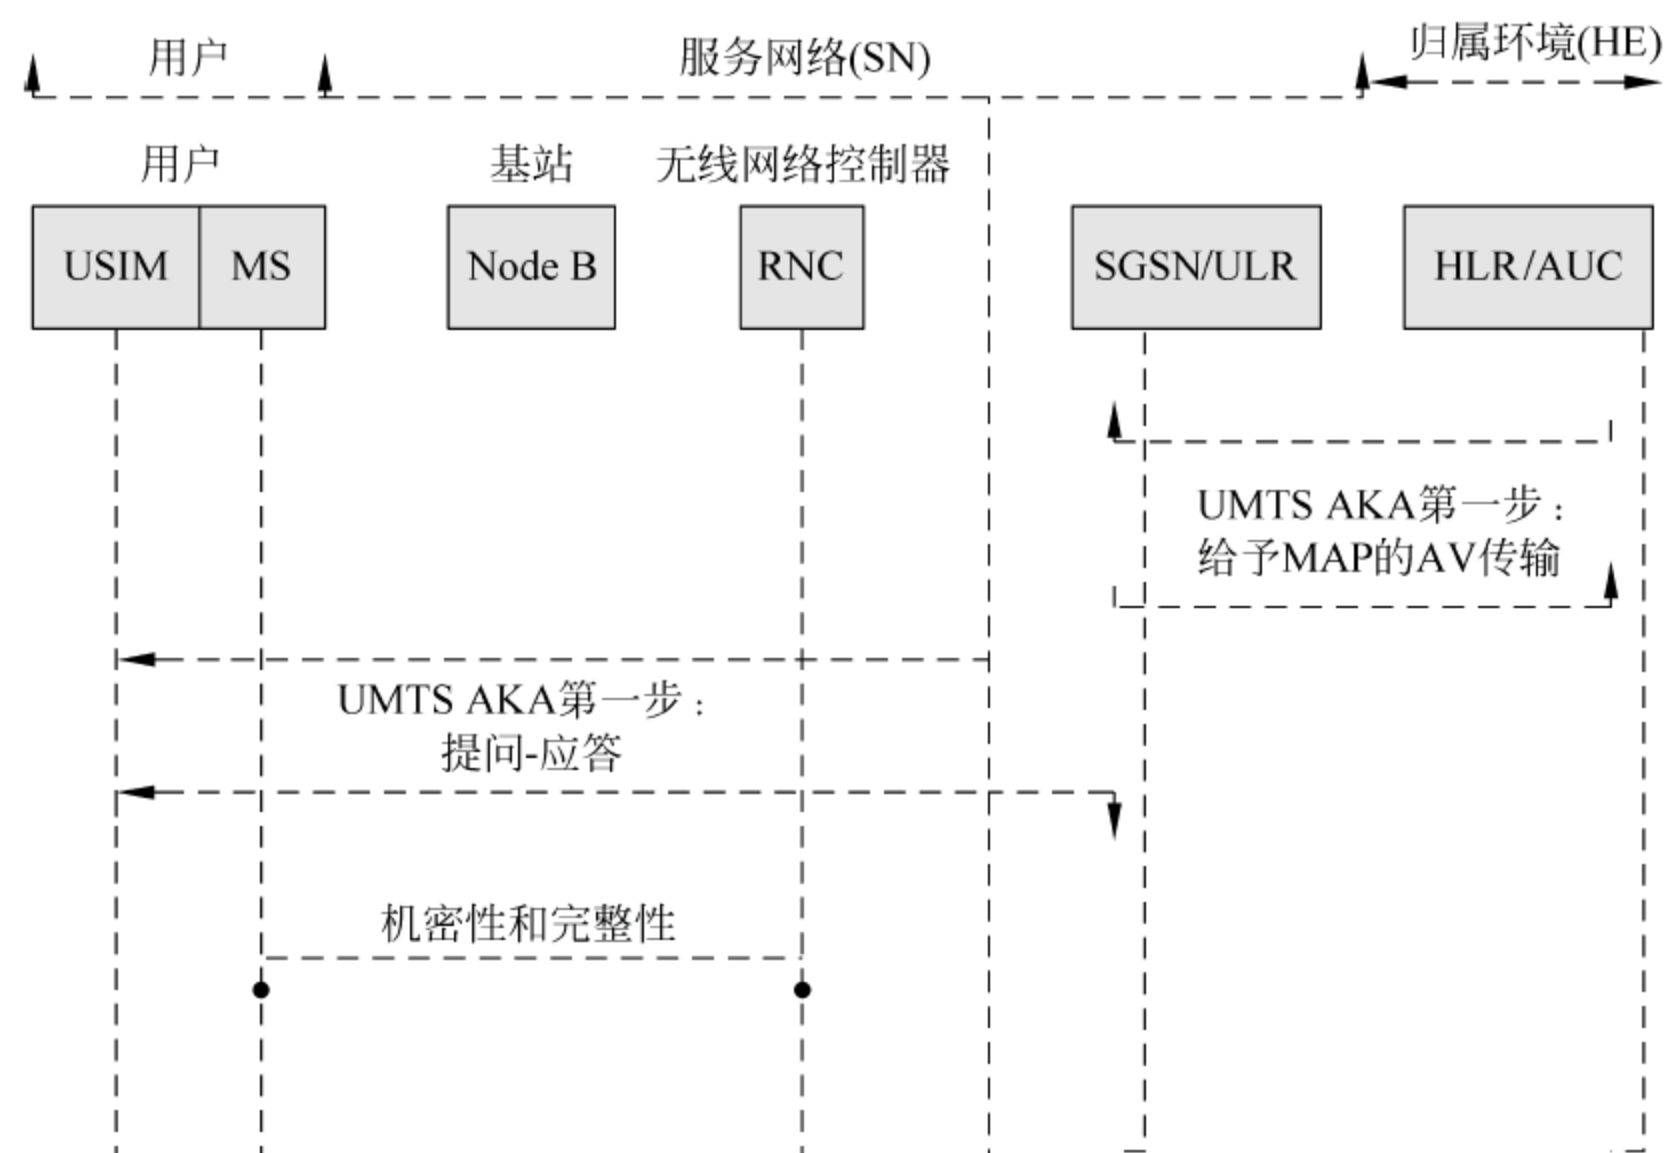 用户
服务网络(SN)
归属环境(HE)
用户
基站
无线网络控制器
USIM
MS
Node B
RNC
SGSN/ULR
HLR/AUC
UMTS AKA第一步：
给予MAP的AV传输
UMTS AKA第一步：
提问-应答
机密性和完整性